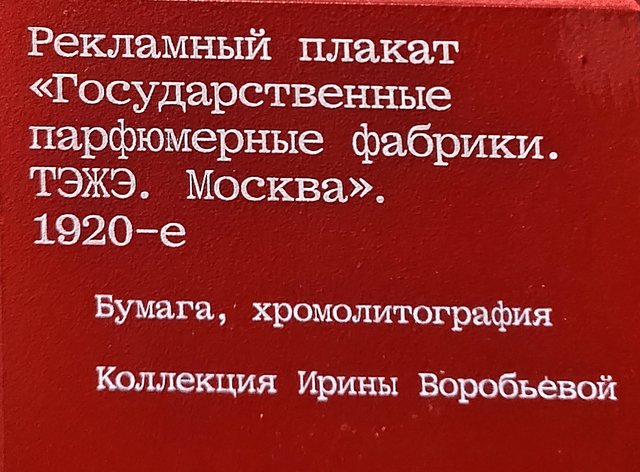 Рекламный плакат
«Государственные
парфюмерные фабрики.
ТЭЖЭ. Москва».
1920-е
Бумага, хромолитография
Коллекция Ирины Воробьевой